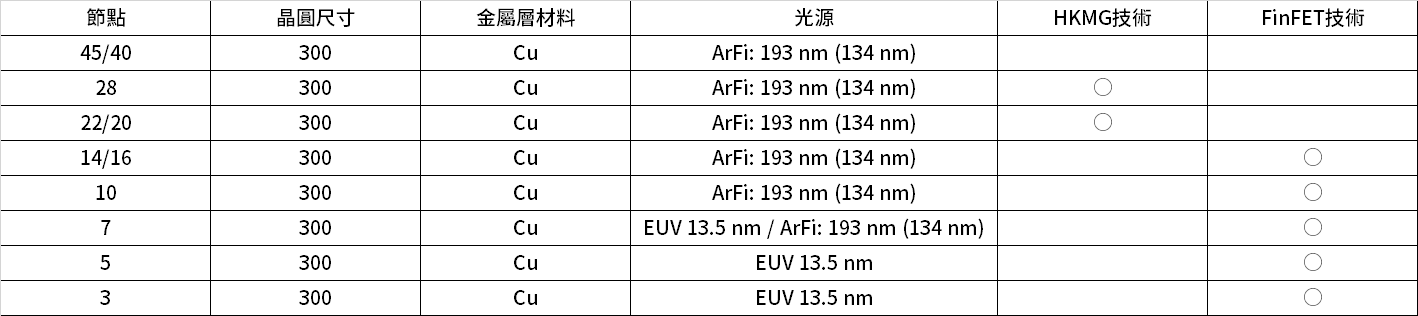 節點 晶圓尺寸 金屬層材料 光源 HKMG技術 FinFET技術
45/40 300 Cu ArFi: 193 nm (134 nm)
28 300 Cu ArFi: 193 nm (134 nm) ○
22/20 300 Cu ArFi: 193 nm (134 nm) ○
14/16 300 Cu ArFi: 193 nm (134 nm) ○
10 300 Cu ArFi: 193 nm (134 nm) ○
7 300 Cu EUV 13.5 nm / ArFi: 193 nm (134 nm) ○
5 300 Cu EUV 13.5 nm ○
3 300 Cu EUV 13.5 nm ○